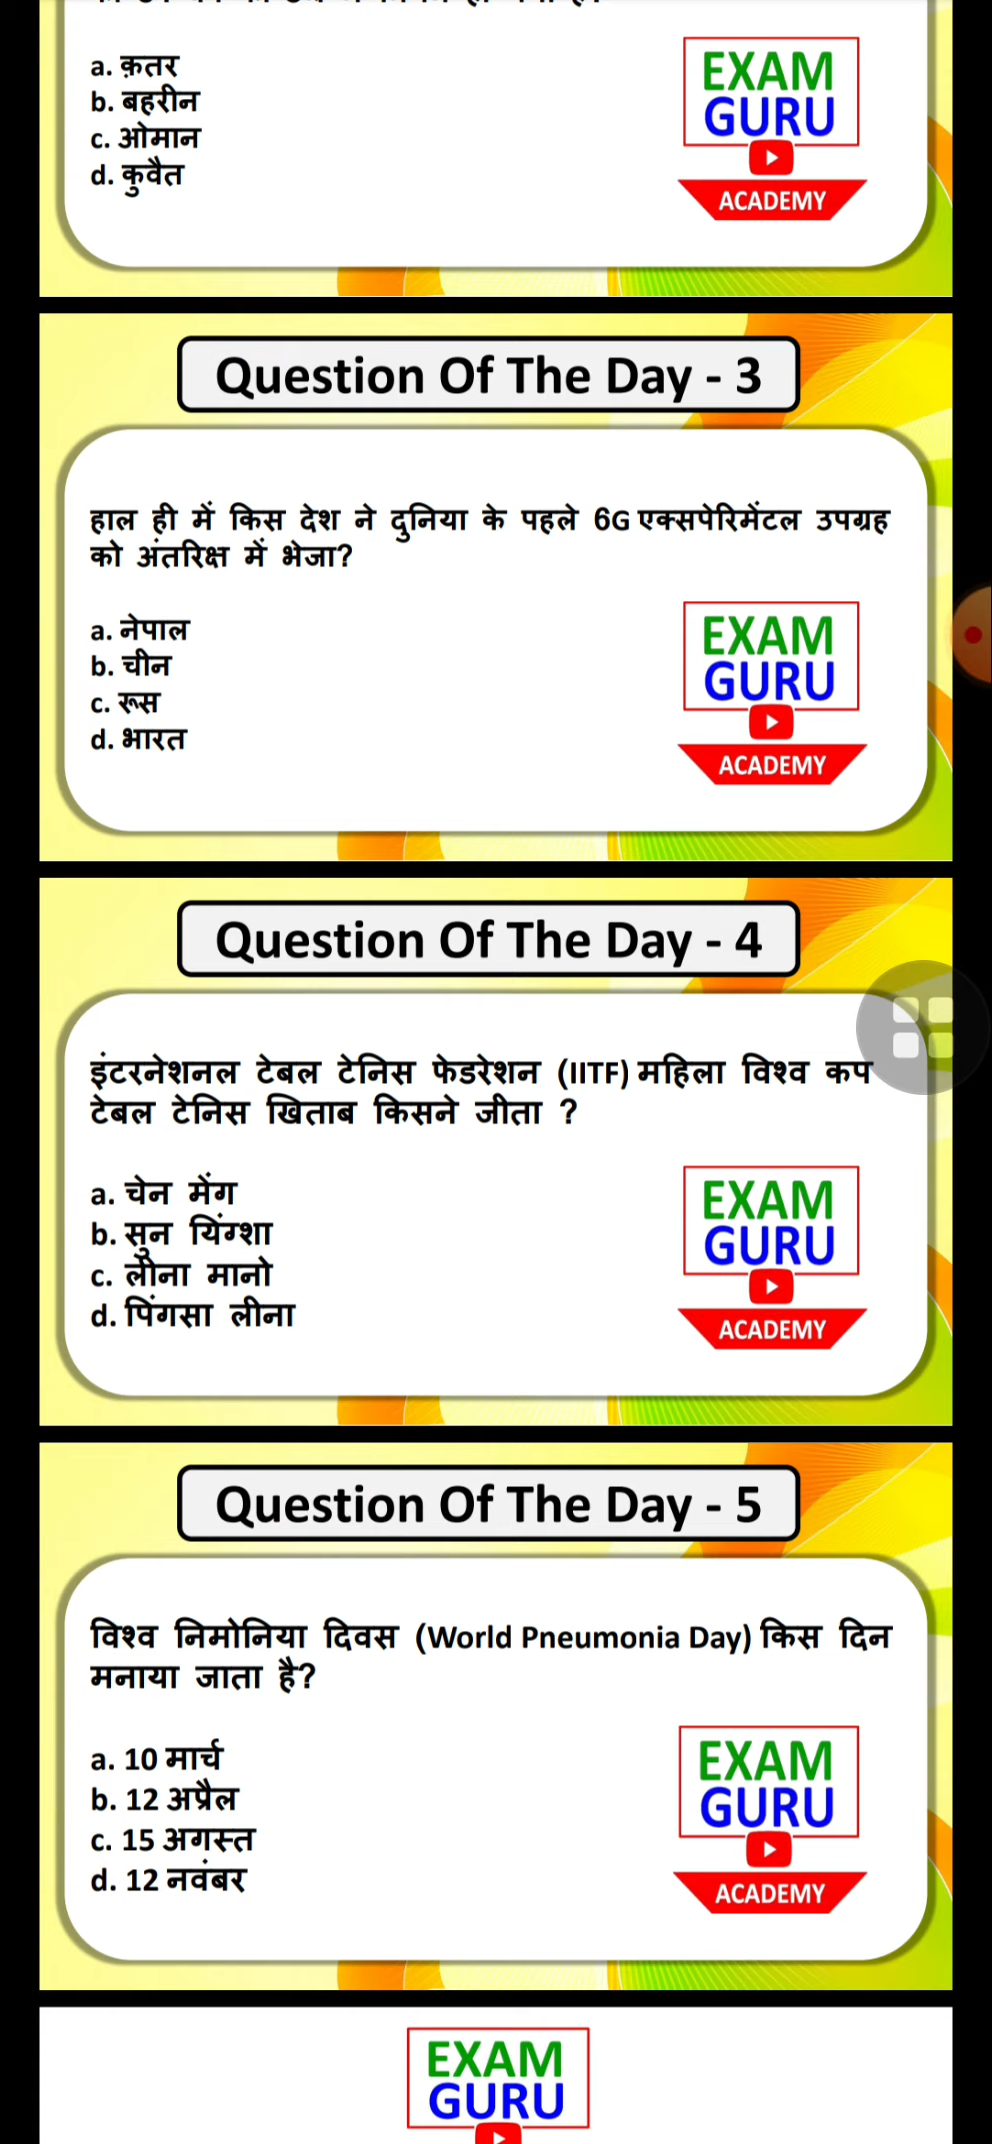 a. क़तर
b. बहरीन
c. ओमान
d. कुवैत
EXAM
GURU
ACADEMY
Question Of The Day - 3
हाल ही में किस देश ने दुनिया के पहले 6G एक्सपेरिमेंटल उपग्रह
को अंतरिक्ष में भेजा?
a. नेपाल
b. चीन
c. रूस
d. भारत
EXAM
GURU
ACADEMY
Question Of The Day - 4
इंटरनेशनल टेबल टेनिस फेडरेशन (IITF) महिला विश्व कप
टेबल टेनिस खिताब किसने जीता ?
a. चेन मेंग
b. सुन यिंग्शा
c. लीना मानो
d. पिंगसा लीना
EXAM
GURU
ACADEMY
Question Of The Day - 5
विश्व निमोनिया दिवस (World Pneumonia Day) किस दिन
मनाया जाता है?
a. 10 मार्च
b. 12 अप्रैल
c. 15 अगस्त
d. 12 नवंबर
EXAM
GURU
ACADEMY
EXAM
GURU